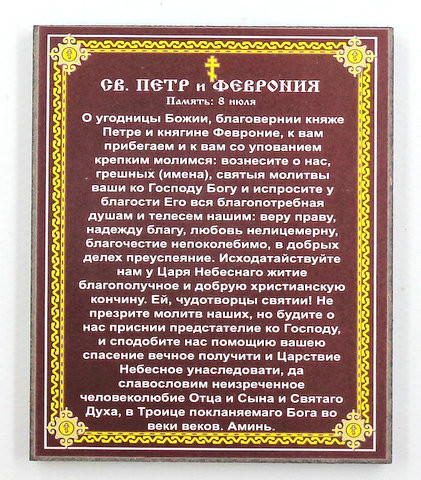 СВ. ПЕТР и ФЕВРОНИЯ
Память: 8 июля
О угодницы Божии, благовернии княже
Петре и княгине Февроние, к вам
прибегаем и к вам со упованием
крепким молимся: вознесите о нас,
грешных (имена), святыя молитвы
ваши ко Господу Богу и испросите у
благости Его вся благопотребная
душам и телесем нашим: веру праву,
надежду благу, любовь нелицемерну,
благочестие непоколебимо, в добрых
делех преуспеяние. Исходатайствуйте
нам у Царя Небеснаго житие
благополучное и добрую христианскую
кончину. Ей, чудотворцы святии! Не
презрите молитв наших, но будите о
нас приснии предстателие ко Господу,
и сподобите нас помощию вашею
спасение вечное получити и Царствие
Небесное унаследовати, да
славословим неизреченное
человеколюбие Отца и Сына и Святаго
Духа, в Троице покланяемаго Бога во
веки веков. Аминь.